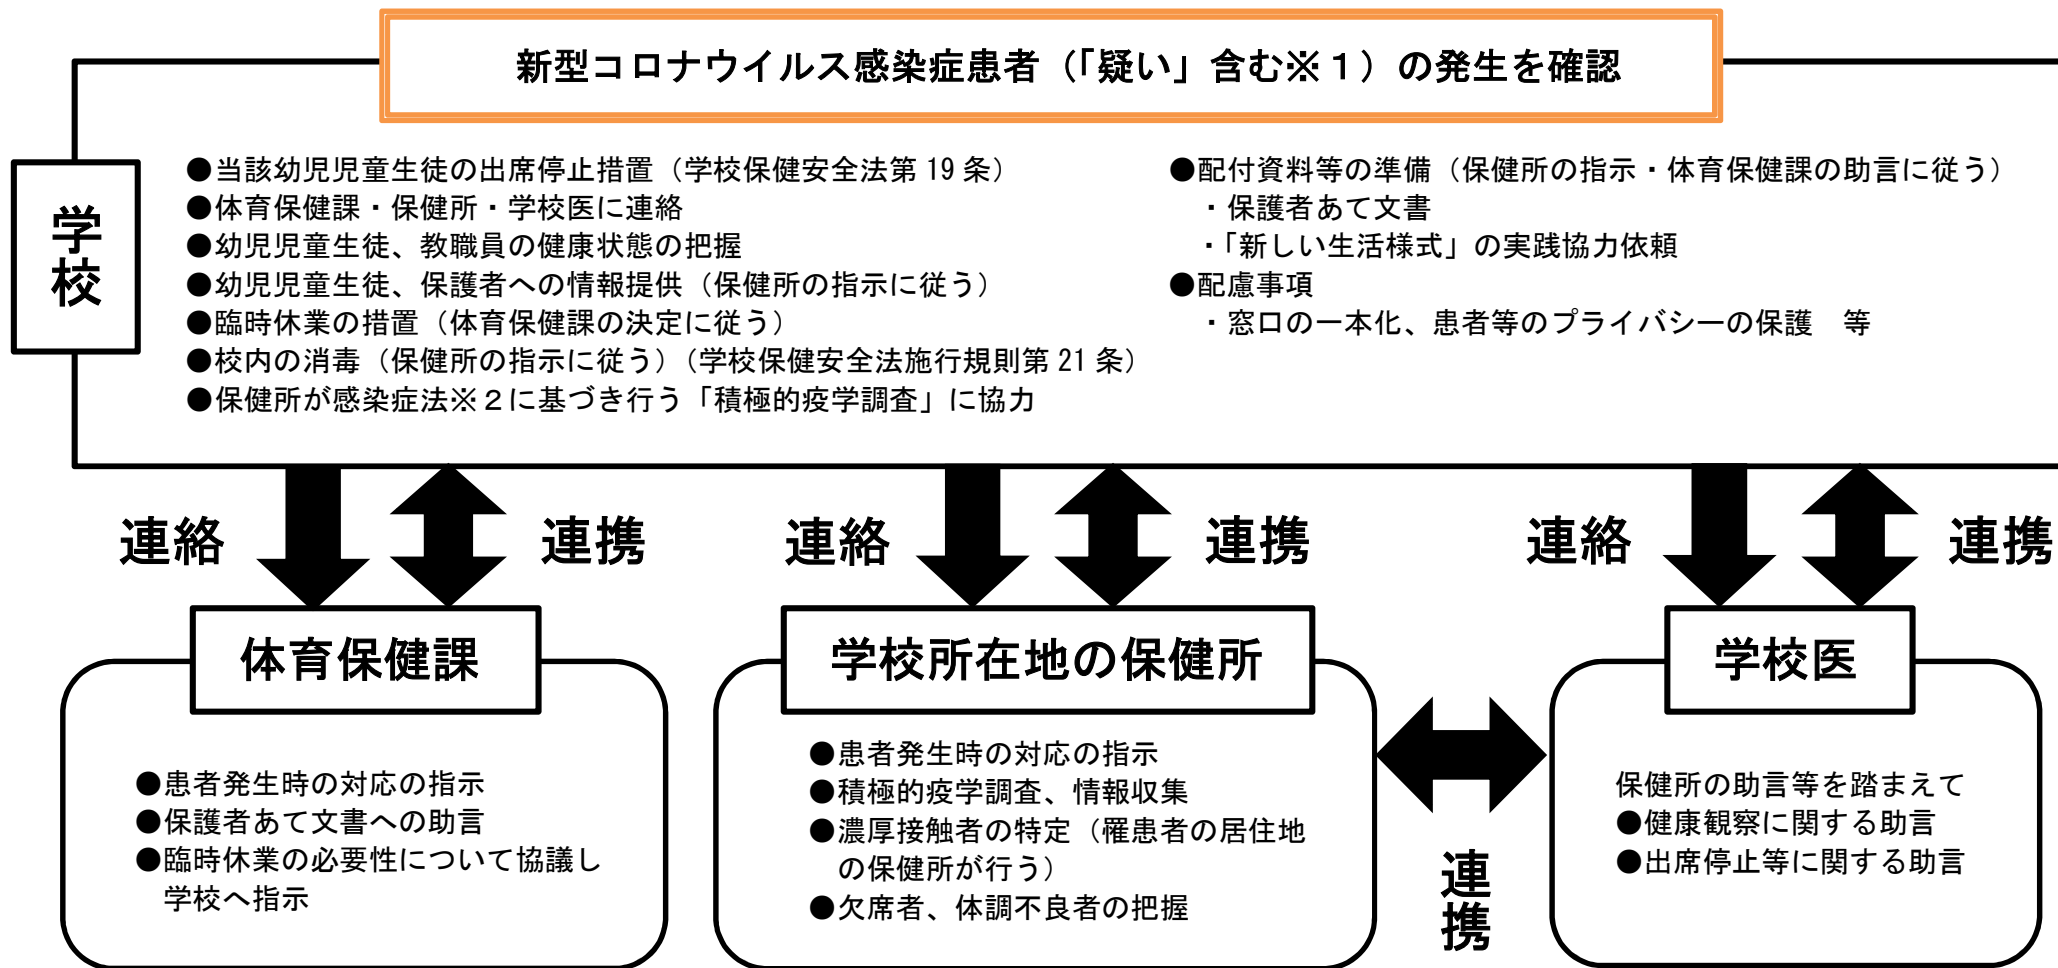 新型コロナウイルス感染症患者（「疑い」含む※１）の発生を確認
学校
●当該幼児児童生徒の出席停止措置（学校保健安全法第 19 条）
●体育保健課・保健所・学校医に連絡
●幼児児童生徒、教職員の健康状態の把握
●幼児児童生徒、保護者への情報提供（保健所の指示に従う）
●臨時休業の措置（体育保健課の決定に従う）
●校内の消毒（保健所の指示に従う）（学校保健安全法施行規則第 21 条）
●保健所が感染症法※２に基づき行う「積極的疫学調査」に協力
●配付資料等の準備（保健所の指示・体育保健課の助言に従う）
・保護者あて文書
・「新しい生活様式」の実践協力依頼
●配慮事項
・窓口の一本化、患者等のプライバシーの保護　等
連絡
連携
連絡
連携
連絡
連携
体育保健課
●患者発生時の対応の指示
●保護者あて文書への助言
●臨時休業の必要性について協議し
学校へ指示
学校所在地の保健所
●患者発生時の対応の指示
●積極的疫学調査、情報収集
●濃厚接触者の特定（罹患者の居住地
の保健所が行う）
●欠席者、体調不良者の把握
連携
学校医
保健所の助言等を踏まえて
●健康観察に関する助言
●出席停止等に関する助言